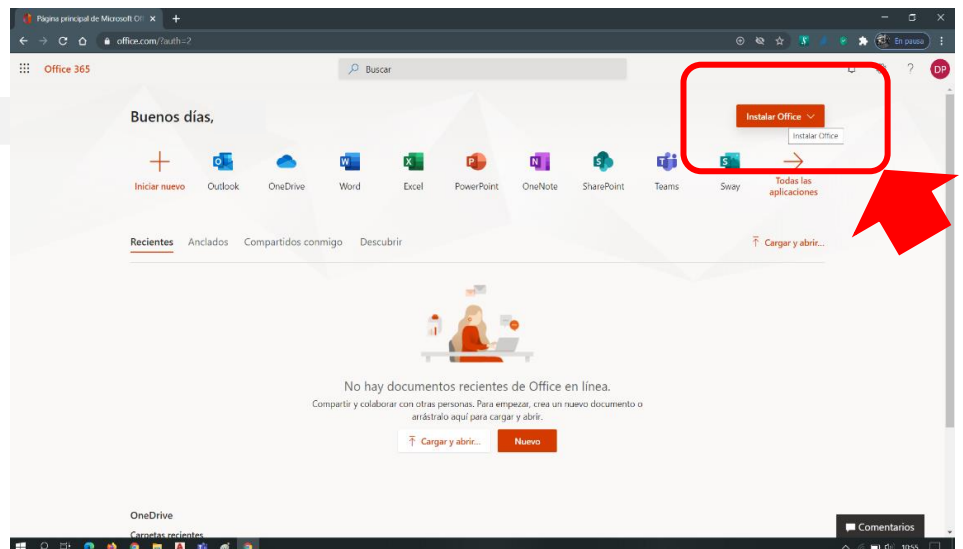 Página principal de Microsoft Of
office.com/?auth=2
En pausa
Office 365
Buscar
?
DP
Buenos días,
Instalar Office
Instalar Office
Iniciar nuevo
Outlook
OneDrive
Word
Excel
PowerPoint
OneNote
SharePoint
Teams
Sway
Todas las
aplicaciones
Recientes Anclados Compartidos conmigo Descubrir
Cargar y abrir...
No hay documentos recientes de Office en línea.
Compartir y colaborar con otras personas. Para empezar, crea un nuevo documento o
arrástralo aquí para cargar y abrir.
Cargar y abrir...
Nuevo
OneDrive
Carpetas recientes
Comentarios
10:55